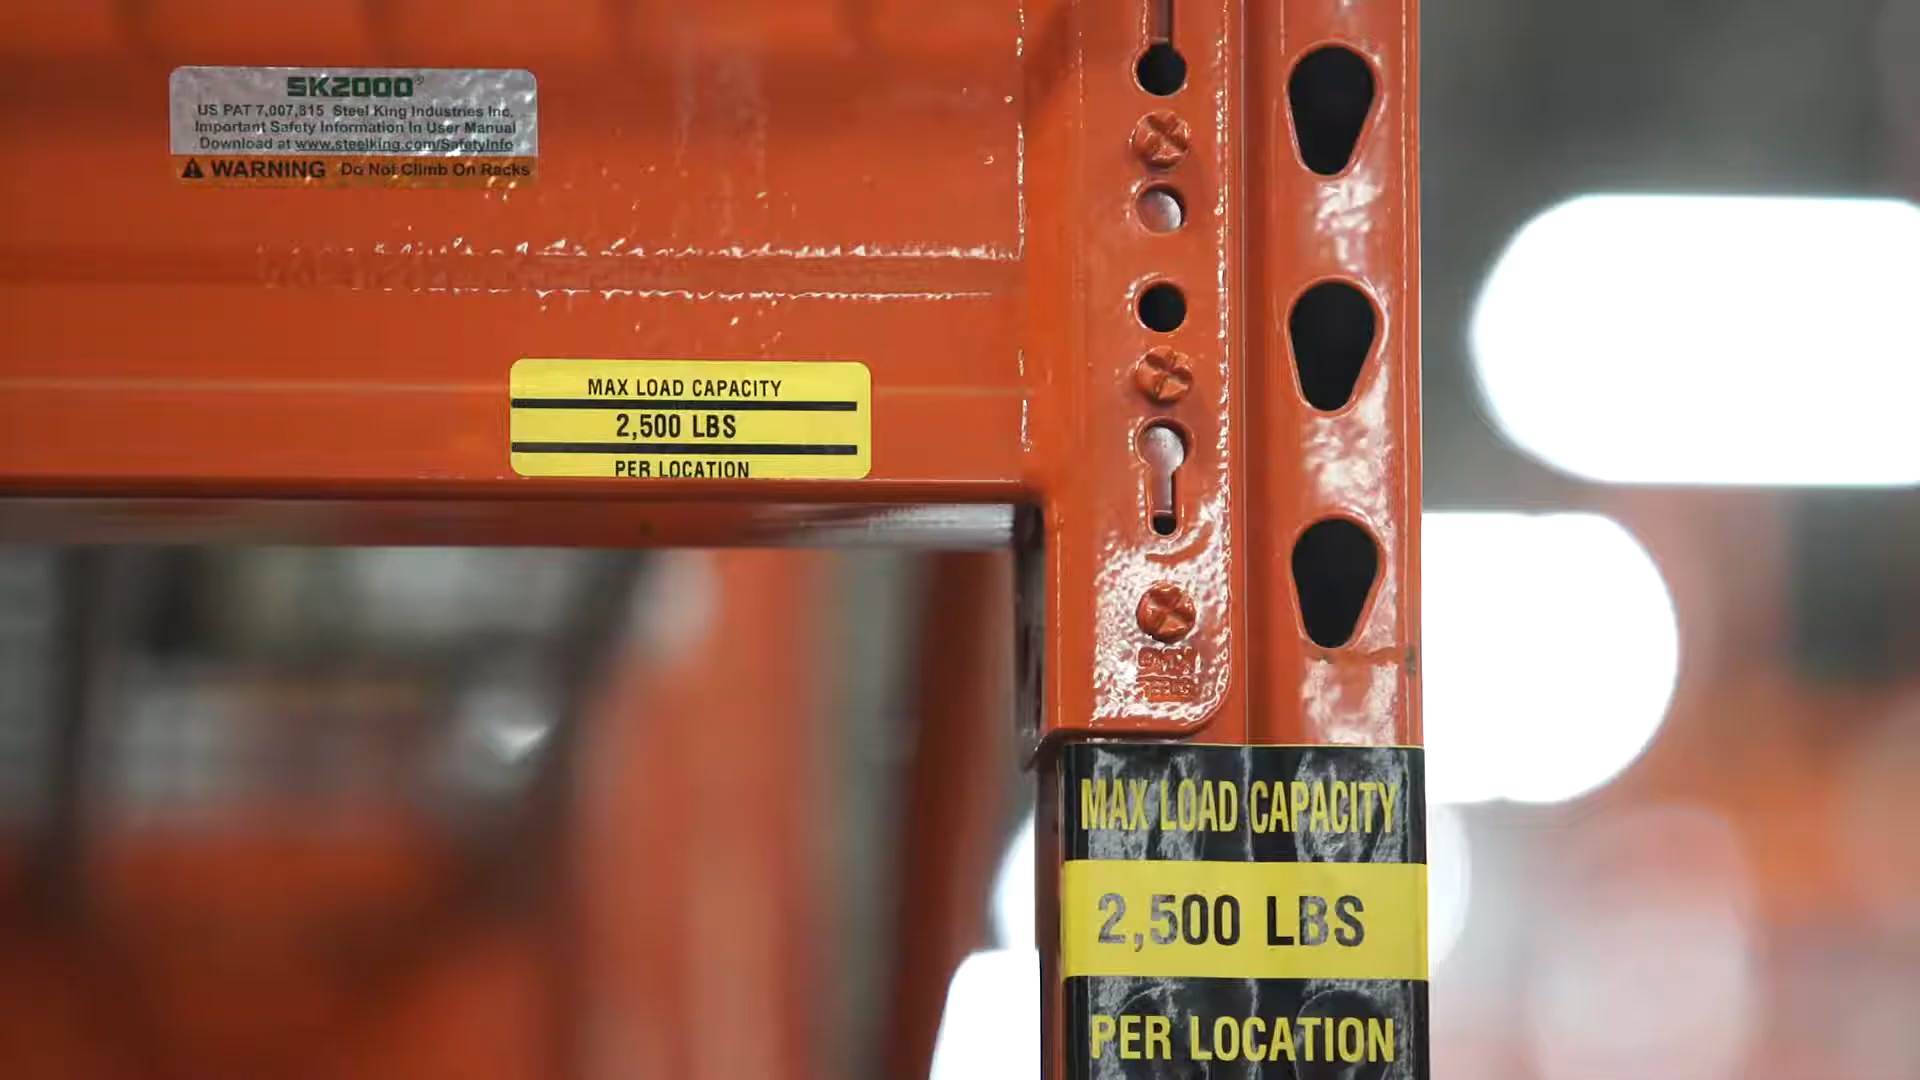 SK2000®
US PAT 7,007,815 Steel King Industries Inc.
Important Safety Information In User Manual
Download at www.steelking.com/SafetyInfo
WARNING Do Not Climb On Racks
MAX LOAD CAPACITY
2,500 LBS
PER LOCATION
MAX LOAD CAPACITY
2,500 LBS
PER LOCATION